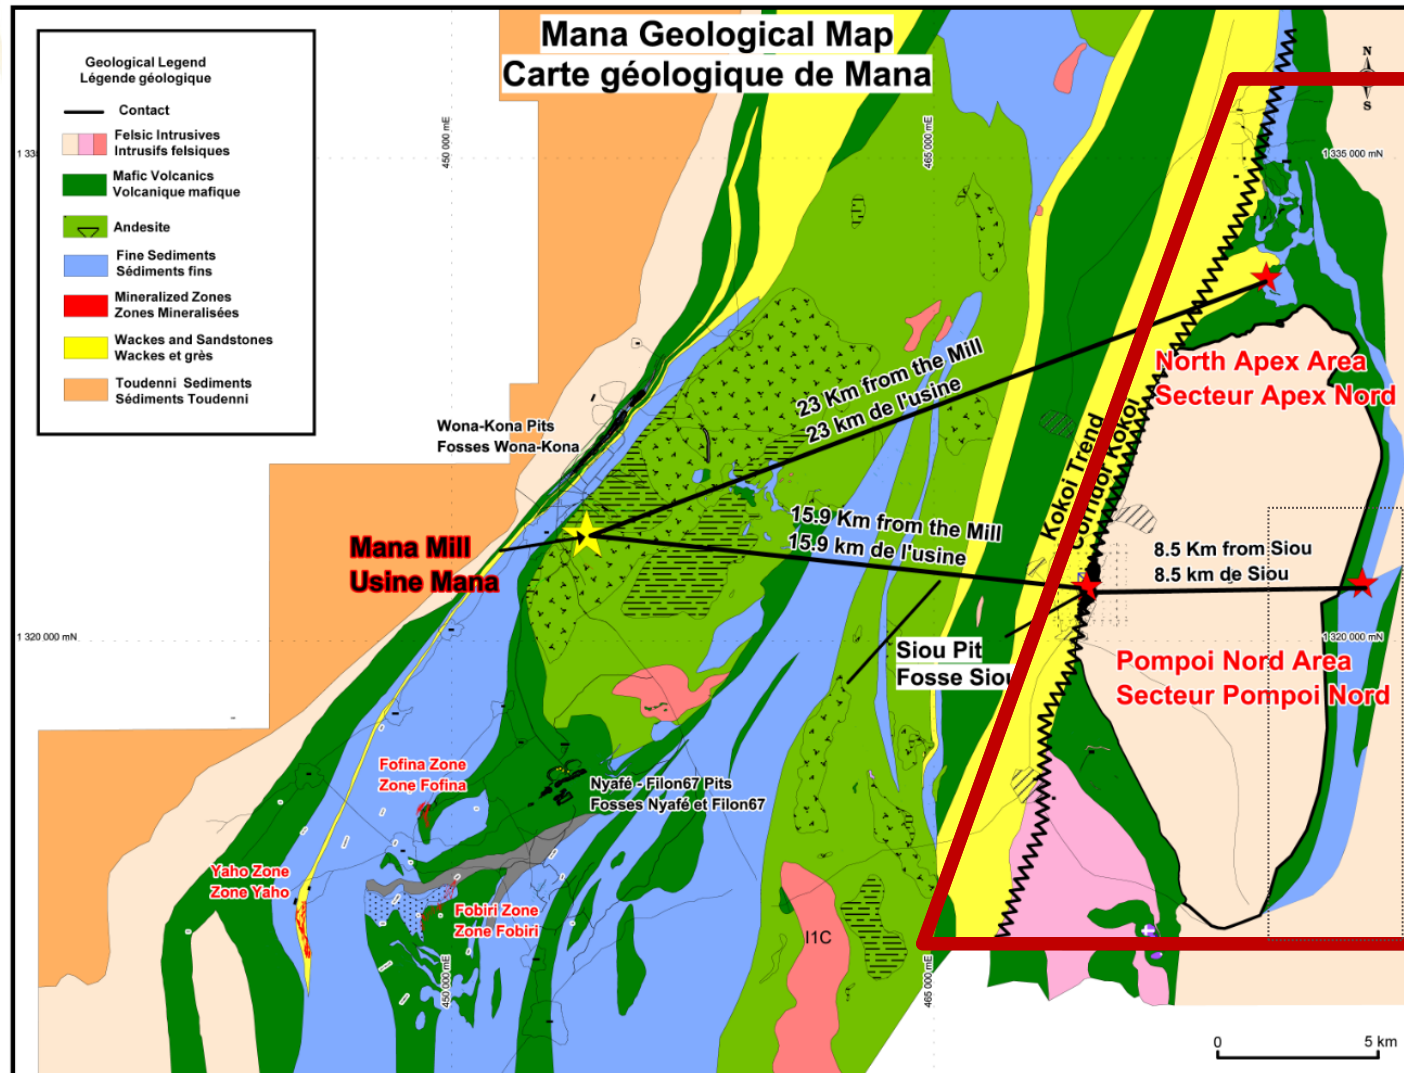 Mana Geological Map
Carte géologique de Mana
Geological Legend
Légende géologique
Contact
Felsic Intrusives
Intrusifs felsiques
Mafic Volcanics
Volcanique mafique
Andesite
Fine Sediments
Sédiments fins
Mineralized Zones
Zones Mineralisées
Wackes and Sandstones
Wackes et grès
Toudenni Sediments
Sédiments Toudenni
450 000 mE
465 000 mE
N
S
1 335 000 mN
North Apex Area
Secteur Apex Nord
23 Km from the Mill
23 km de l'usine
Wona-Kona Pits
Fosses Wona-Kona
Kokoi Trend
Corridor Kokoi
15.9 Km from the Mill
15.9 km de l'usine
Mana Mill
Usine Mana
8.5 Km from Siou
8.5 km de Siou
1 320 000 mN
1 320 000 mN
Siou Pit
Fosse Siou
Pompoi Nord Area
Secteur Pompoi Nord
Fofina Zone
Zone Fofina
Nyafé - Filon67 Pits
Fosses Nyafé et Filon67
Yaho Zone
Zone Yaho
Fobiri Zone
Zone Fobiri
I1C
450 000 mE
465 000 mE
0 5 km